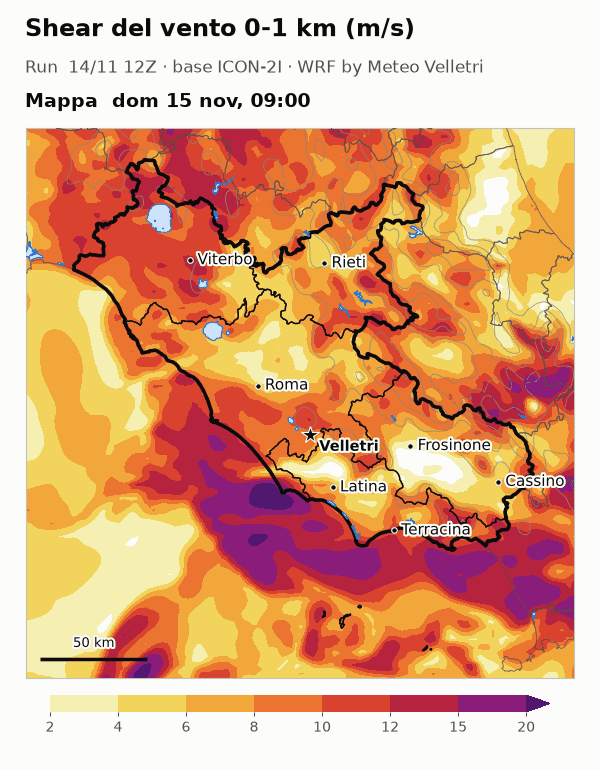 Shear del vento 0-1 km (m/s)
Run  14/11 12Z · base ICON-2I · WRF by Meteo Velletri
Mappa  dom 15 nov, 09:00
Viterbo
Rieti
Roma
Velletri
Frosinone
Latina
Cassino
Terracina
50 km
2 4 6 8 10 12 15 20